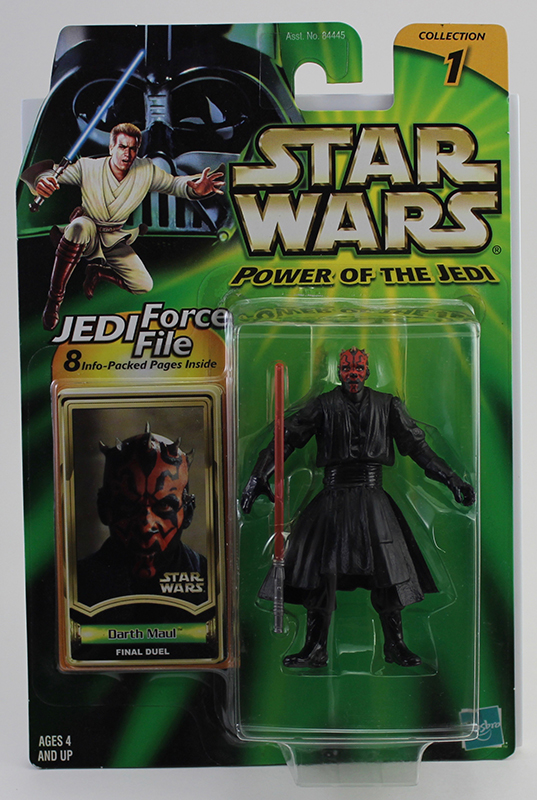 Asst. No. 84445
COLLECTION
1
STAR
WARS
®
POWER OF THE JEDI
JEDI Force
File
8 Info-Packed Pages Inside
STAR
WARS
Darth Maul™
FINAL DUEL
AGES 4
AND UP
Hasbro